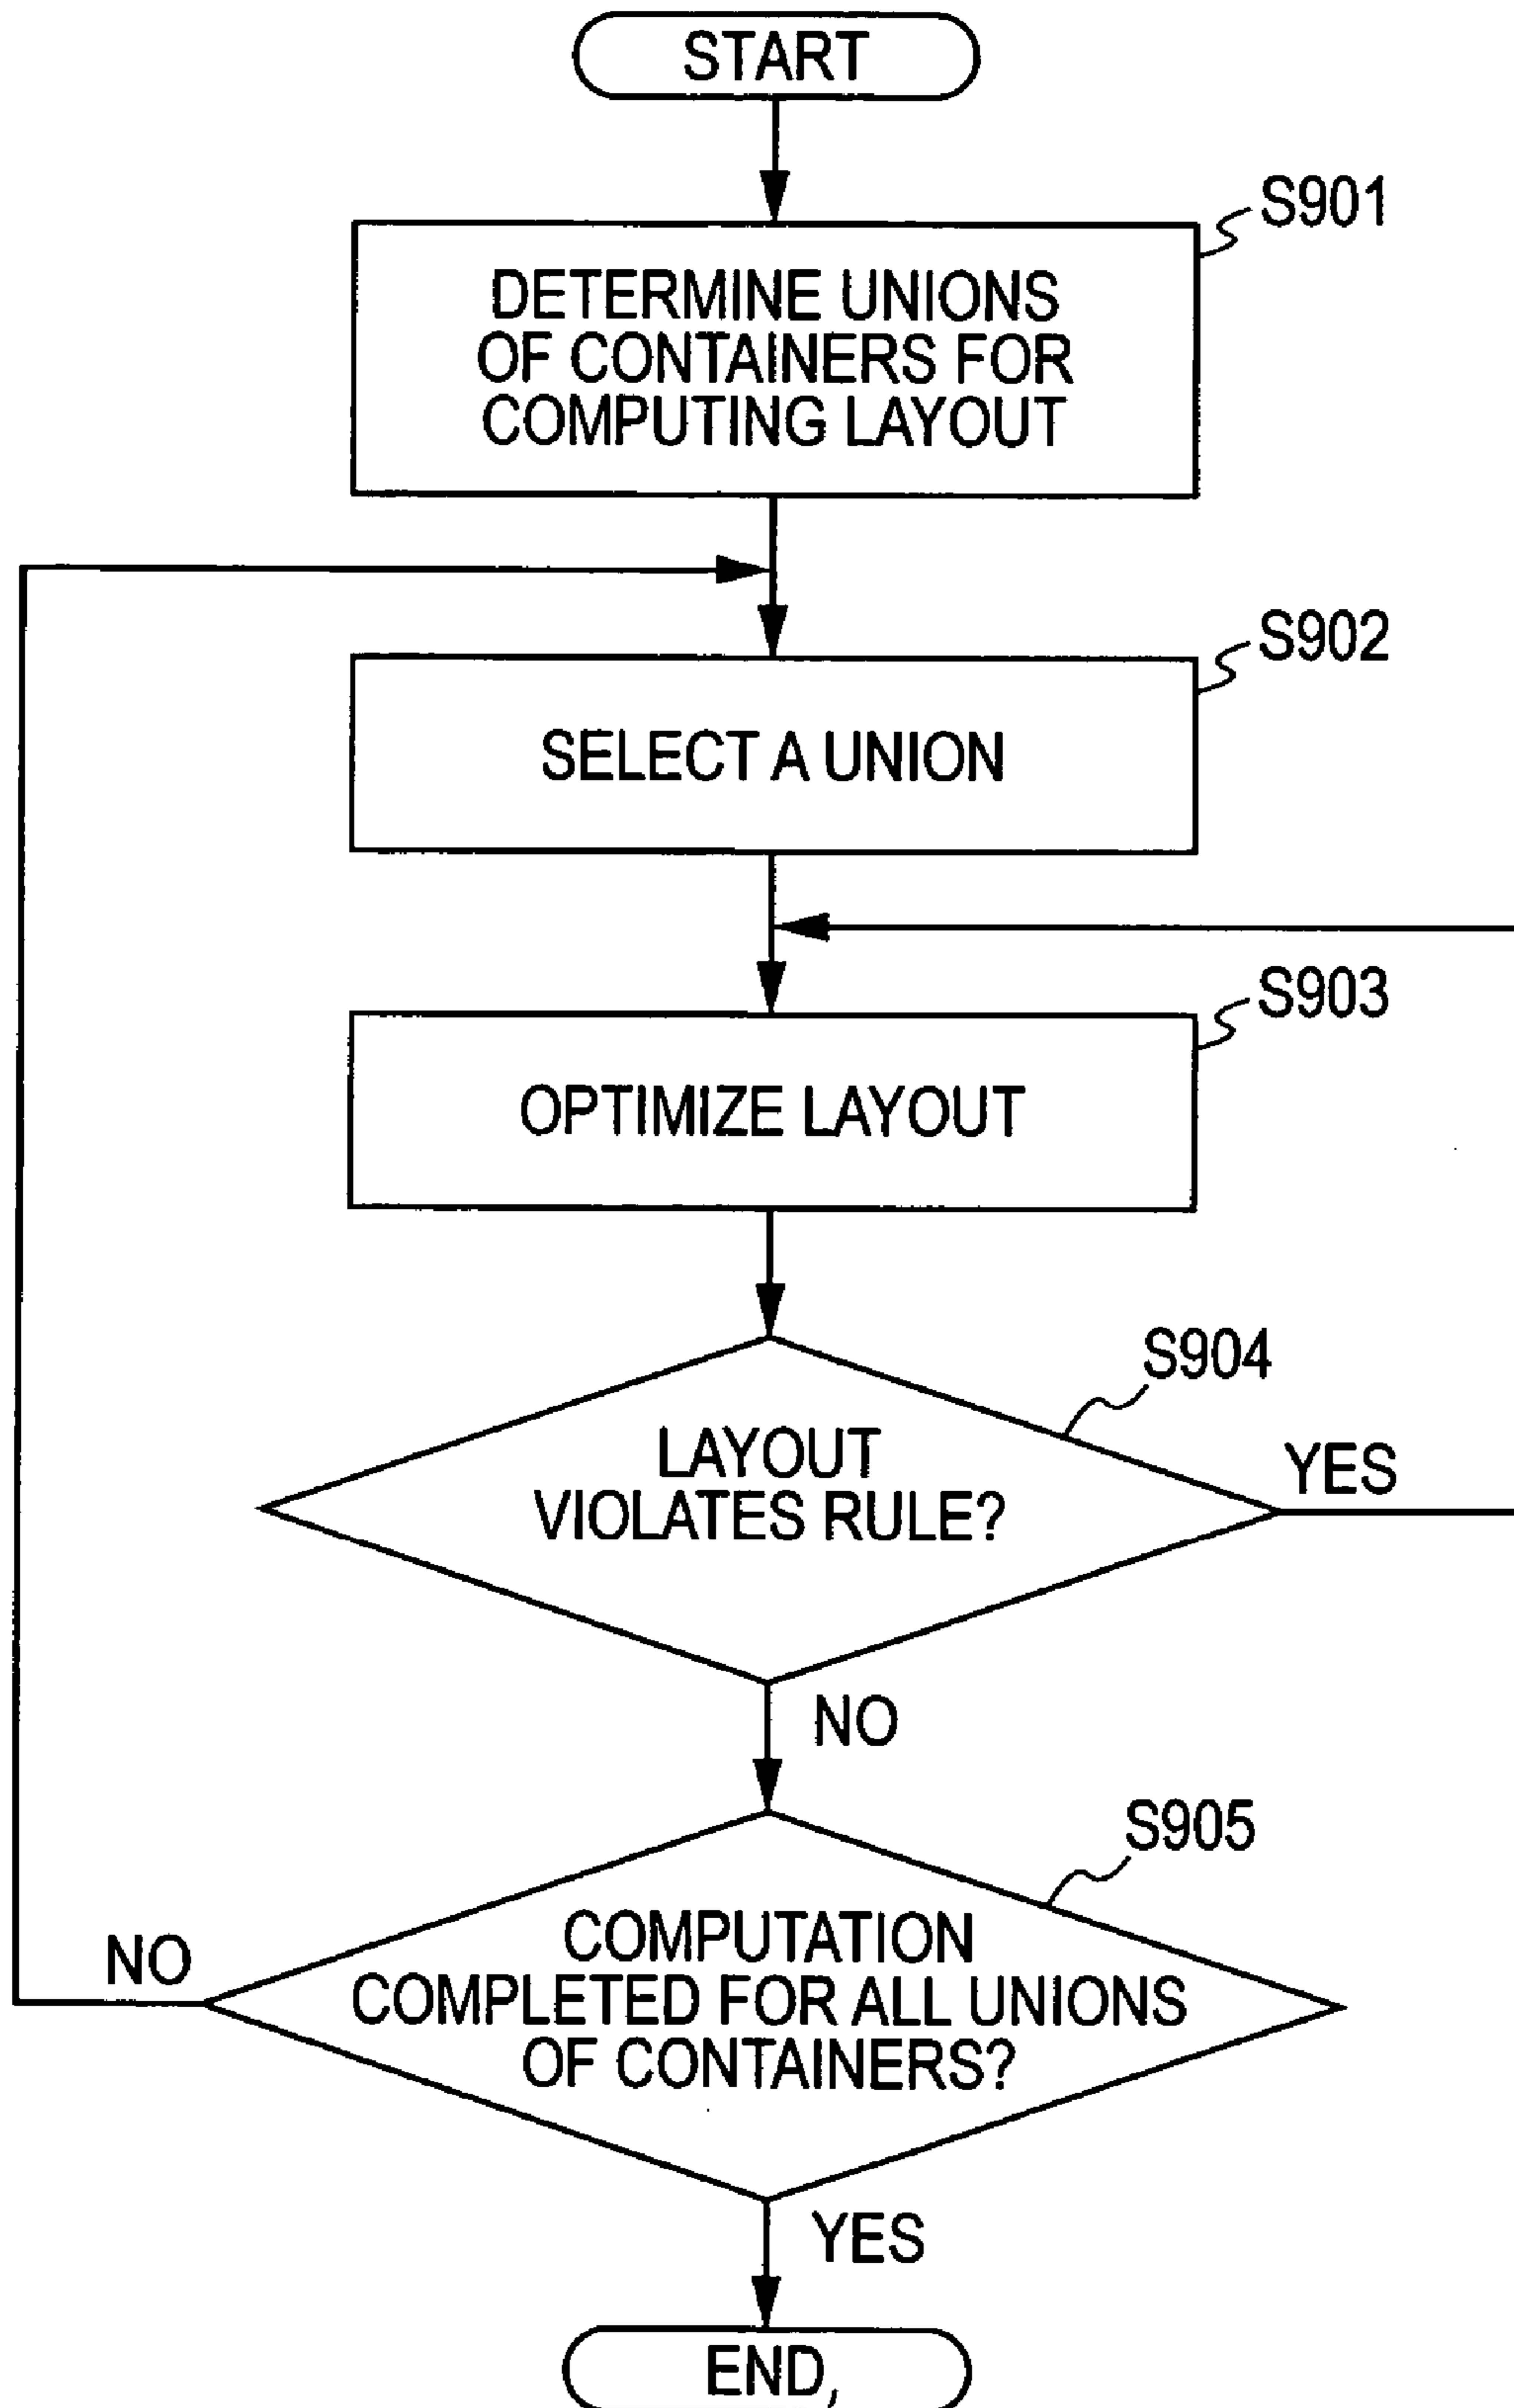 START
S901
DETERMINE UNIONS
OF CONTAINERS FOR
COMPUTING LAYOUT
S902
SELECT A UNION
S903
OPTIMIZE LAYOUT
S904
LAYOUT
VIOLATES RULE?
YES
NO
S905
COMPUTATION
COMPLETED FOR ALL UNIONS
OF CONTAINERS?
NO
YES
END,